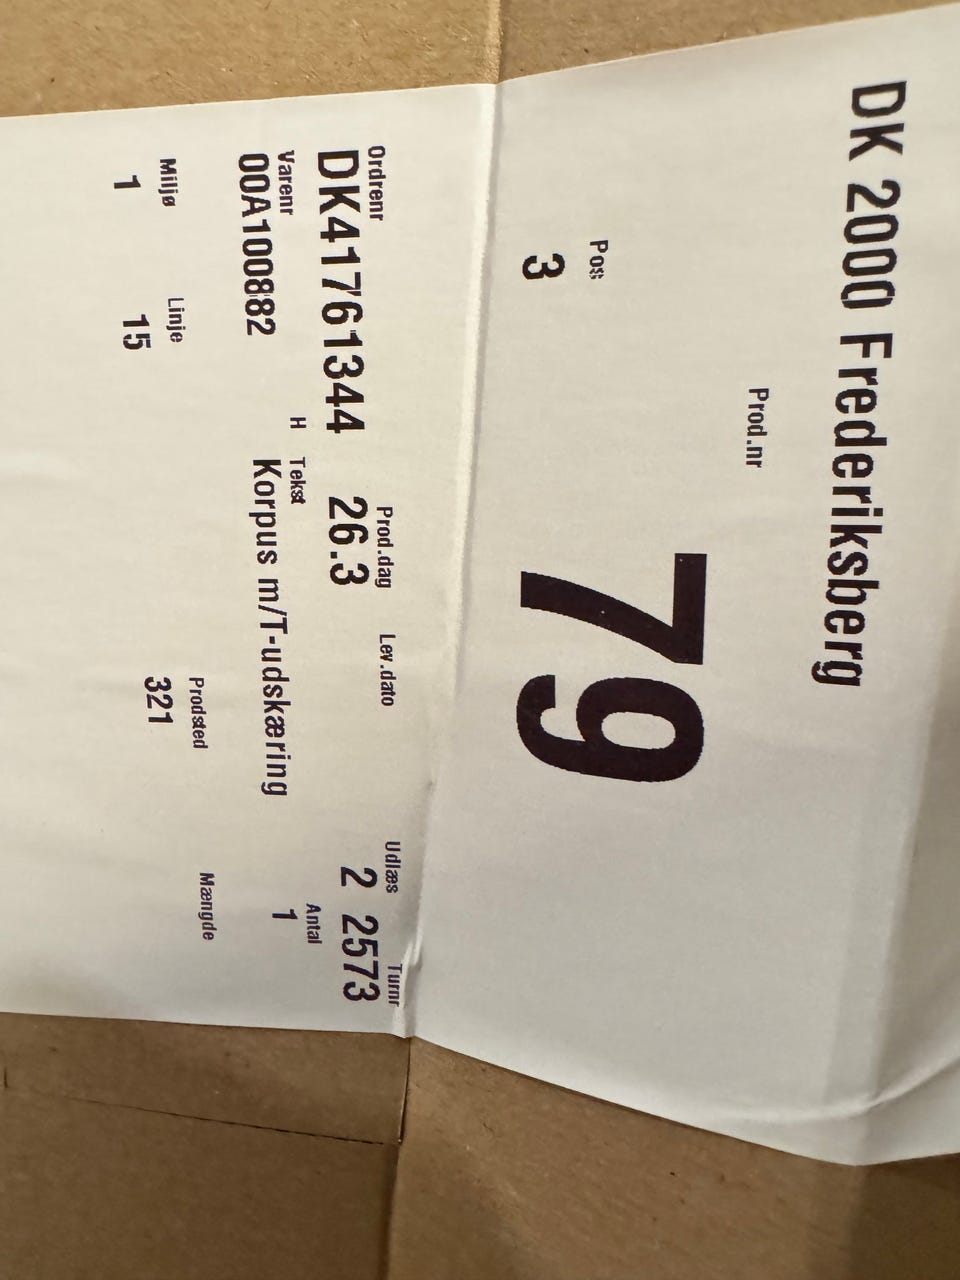 DK 2000 Frederiksberg
Prod.nr
Pos
3 79
Ordrenr Prod.dag Lev.dato Udlæs Turnr
DK41761344 26.3 2 2573
Varenr H Tekst Antal
00A100882 Korpus m/T-udskæring 1
Miljø Linje Prodsted Mængde
1 15 321